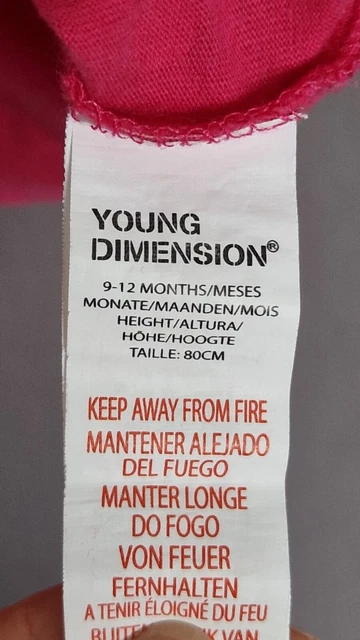 YOUNG
DIMENSION®
9-12 MONTHS/MESES
MONATE/MAANDEN/MOIS
HEIGHT/ALTURA/
HÖHE/HOOGTE
TAILLE: 80CM
KEEP AWAY FROM FIRE
MANTENER ALEJADO
DEL FUEGO
MANTER LONGE
DO FOGO
VON FEUER
FERNHALTEN
A TENIR ÉLOIGNÉ DU FEU
VAN